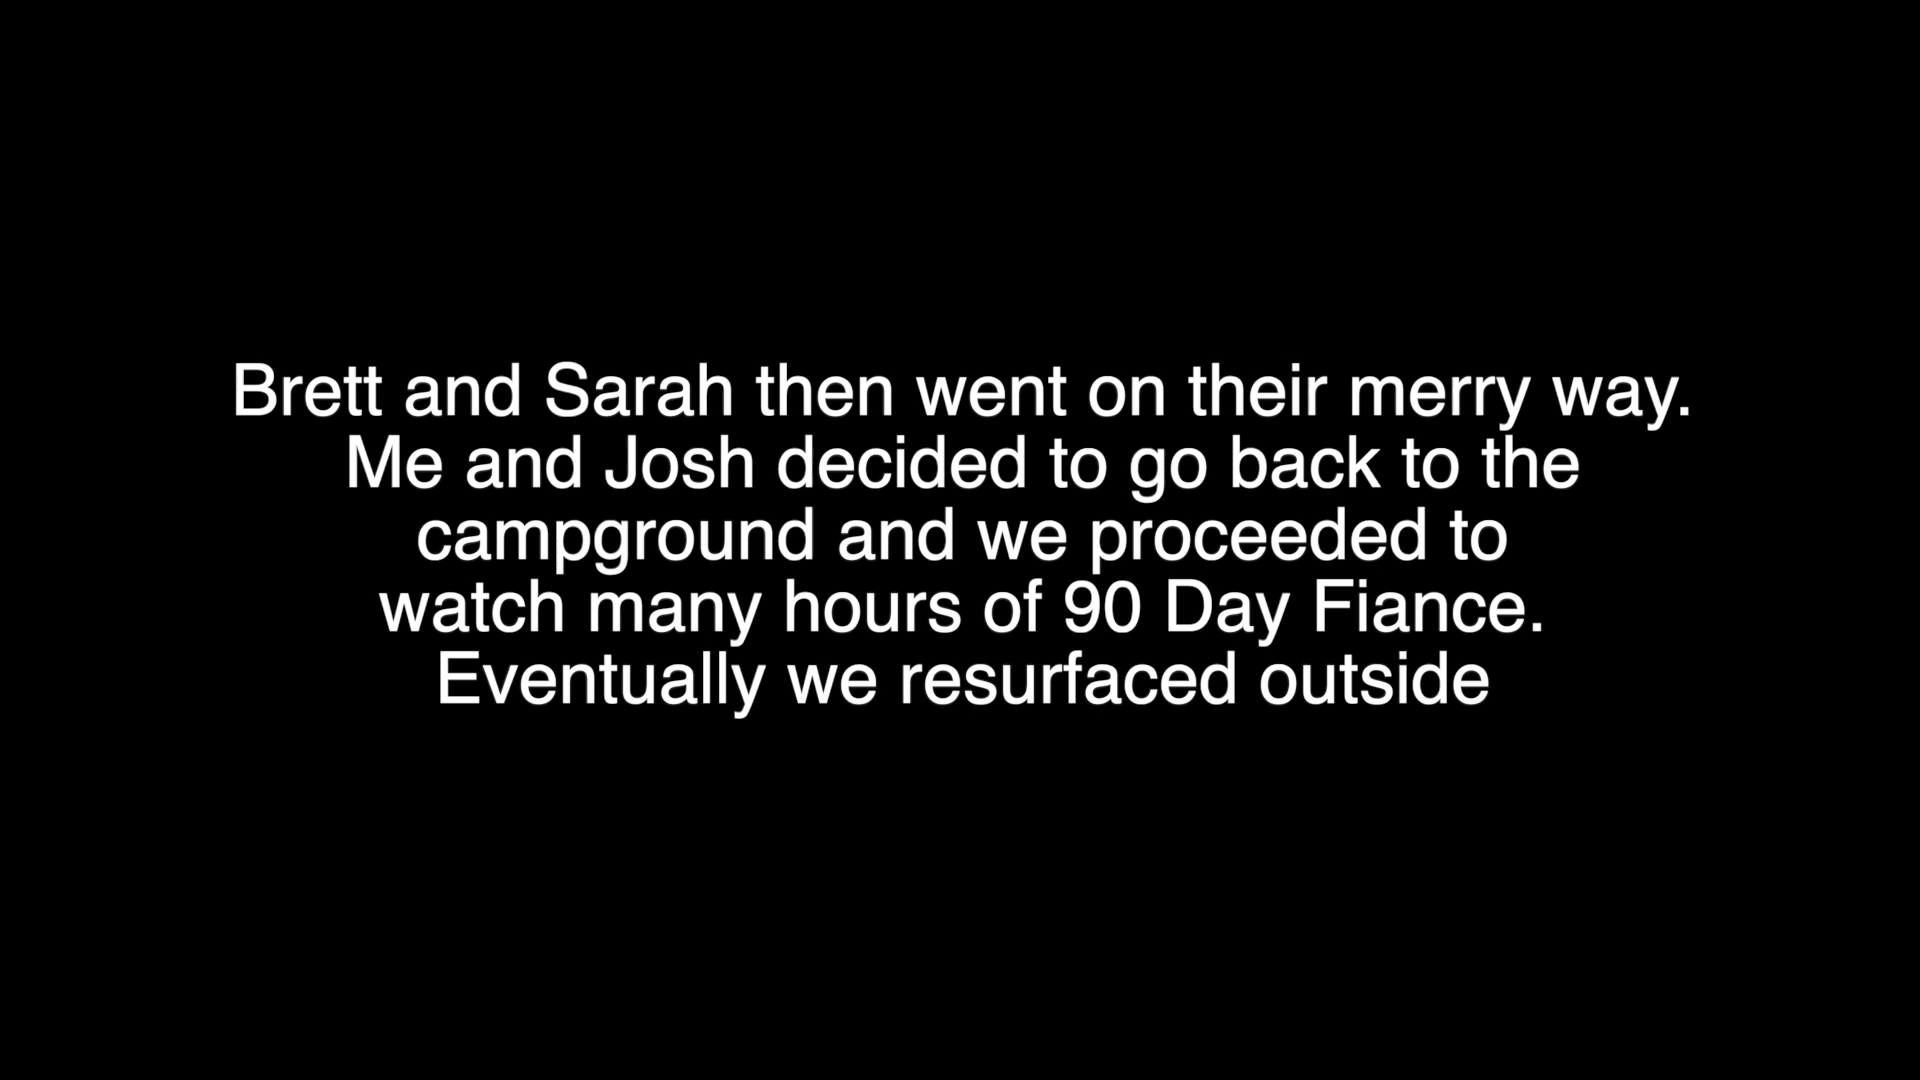 Brett and Sarah then went on their merry way.
Me and Josh decided to go back to the
campground and we proceeded to
watch many hours of 90 Day Fiance.
Eventually we resurfaced outside